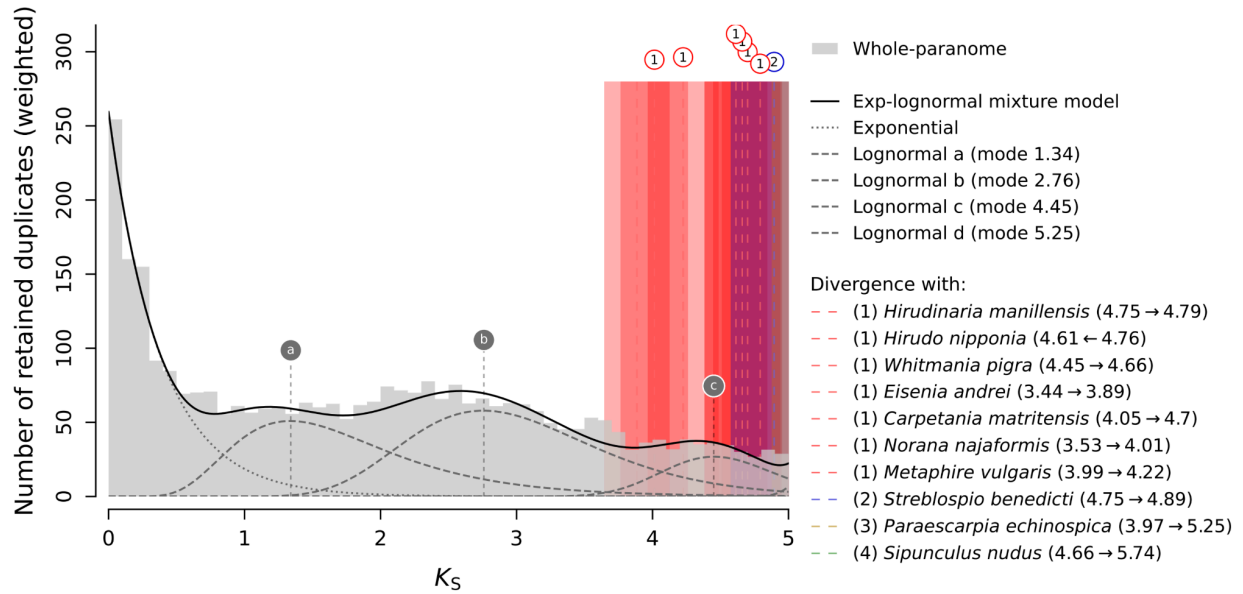 Number of retained duplicates (weighted)
300
250
200
150
100
50
0
0 1 2 3 4 5
K_S
a
b
c
1
1
1
1
1
1
1
2
Whole-paranome
Exp-lognormal mixture model
Exponential
Lognormal a (mode 1.34)
Lognormal b (mode 2.76)
Lognormal c (mode 4.45)
Lognormal d (mode 5.25)
Divergence with:
(1) Hirudinaria manillensis (4.75→4.79)
(1) Hirudo nipponia (4.61←4.76)
(1) Whitmania pigra (4.45→4.66)
(1) Eisenia andrei (3.44→3.89)
(1) Carpetania matritensis (4.05→4.7)
(1) Norana najaformis (3.53→4.01)
(1) Metaphire vulgaris (3.99→4.22)
(2) Streblospio benedicti (4.75→4.89)
(3) Paraescarpia echinospica (3.97→5.25)
(4) Sipunculus nudus (4.66→5.74)